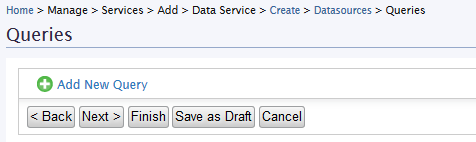 Home > Manage > Services > Add > Data Service > Create > Datasources > Queries
Queries
Add New Query
< Back Next > Finish Save as Draft Cancel